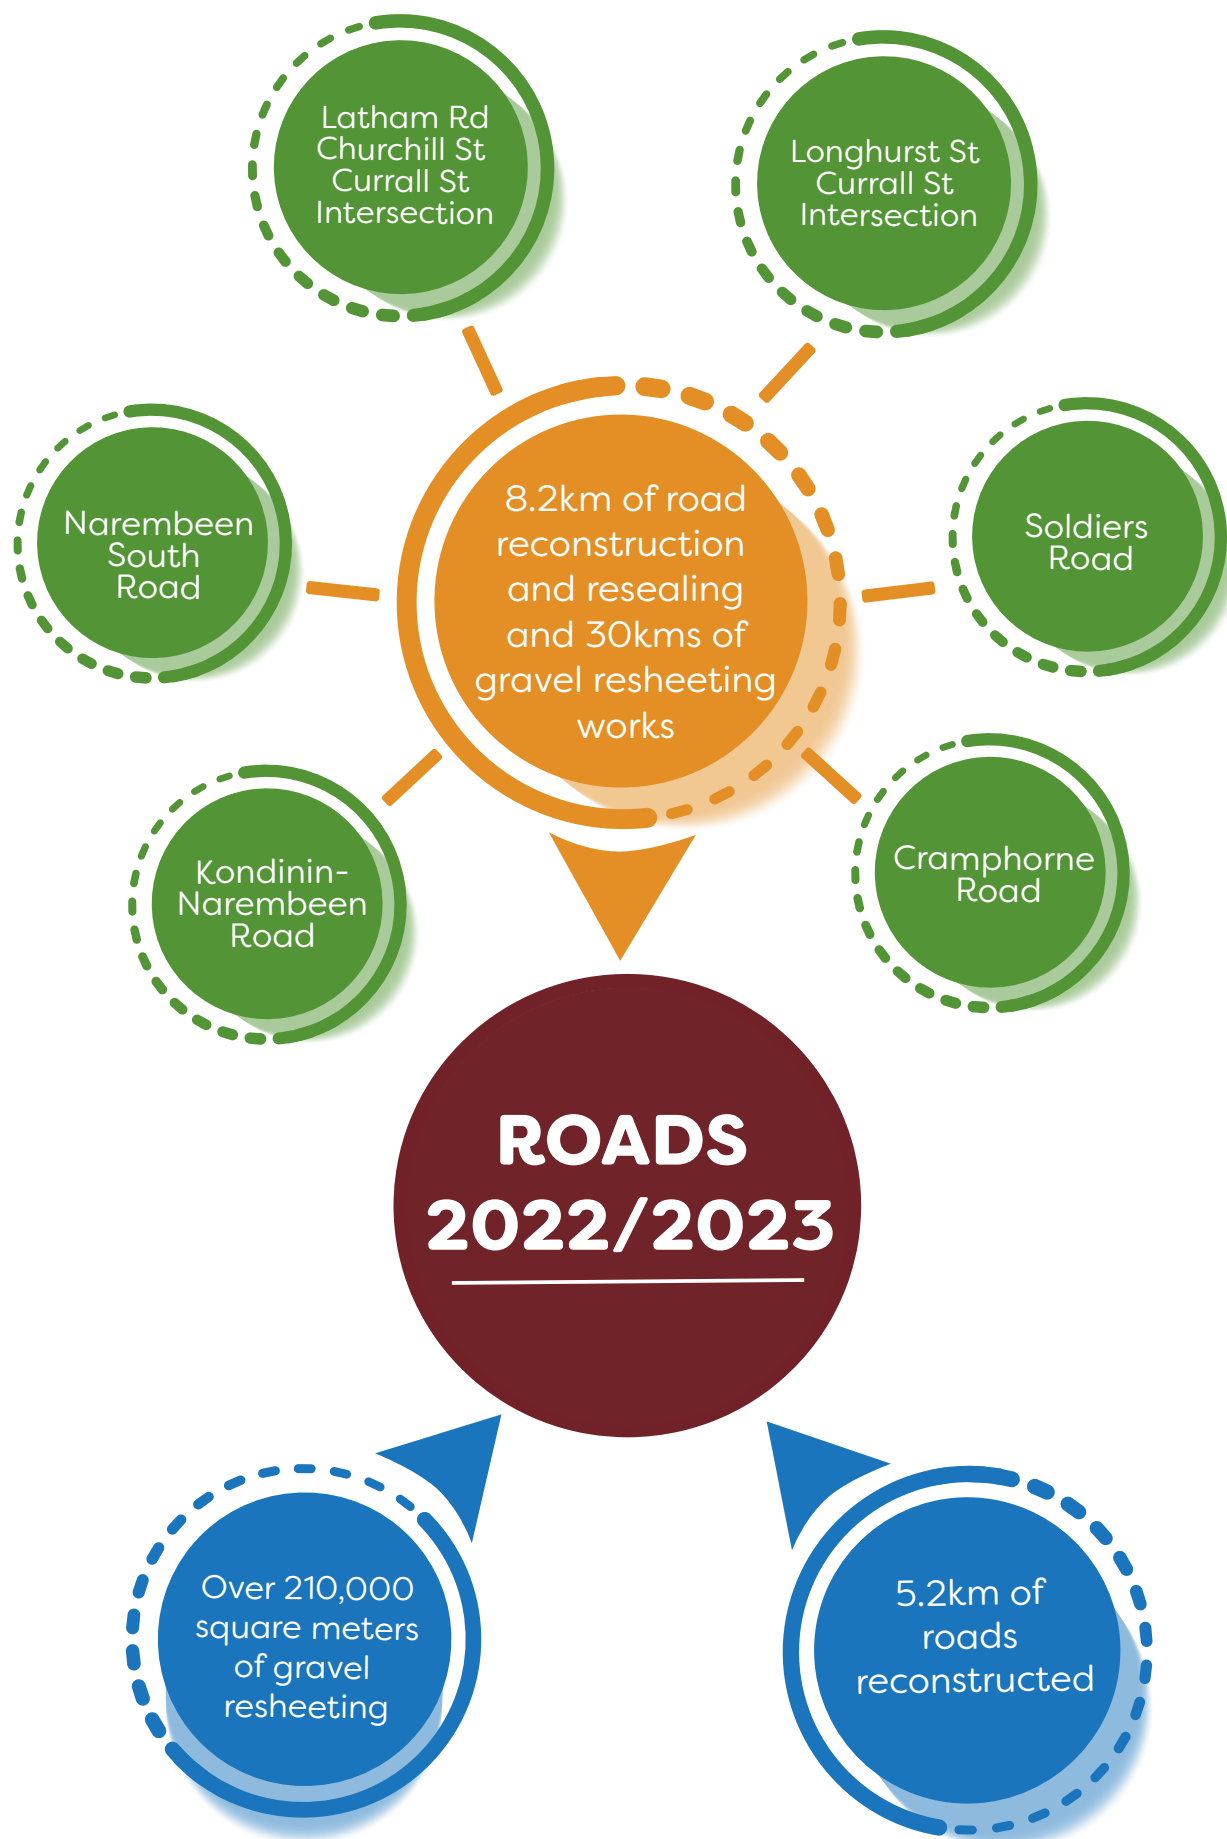 Latham Rd
Churchill St
Currall St
Intersection
Longhurst St
Currall St
Intersection
Narembeen
South
Road
8.2km of road
reconstruction
and resealing
and 30kms of
gravel resheeting
works
Soldiers
Road
Kondinin-
Narembeen
Road
Cramphorne
Road
ROADS
2022/2023
Over 210,000
square meters
of gravel
resheeting
5.2km of
roads
reconstructed